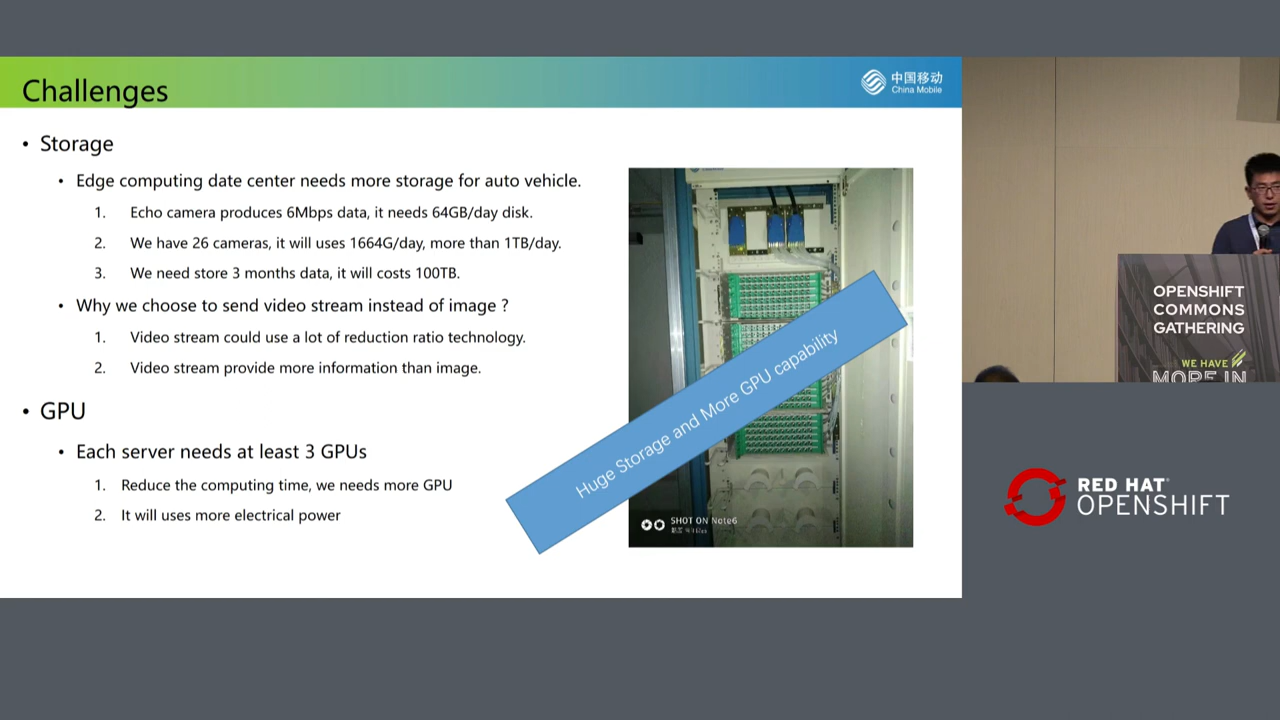 Challenges
中国移动
China Mobile
• Storage
• Edge computing date center needs more storage for auto vehicle.
1. Echo camera produces 6Mbps data, it needs 64GB/day disk.
2. We have 26 cameras, it will uses 1664G/day, more than 1TB/day.
3. We need store 3 months data, it will costs 100TB.
• Why we choose to send video stream instead of image ?
1. Video stream could use a lot of reduction ratio technology.
2. Video stream provide more information than image.
• GPU
• Each server needs at least 3 GPUs
1. Reduce the computing time, we needs more GPU
2. It will uses more electrical power
Huge Storage and More GPU capability
SHOT ON Note6
OPENSHIFT
COMMONS
GATHERING
WE HAVE
MORE IN
RED HAT
OPENSHIFT